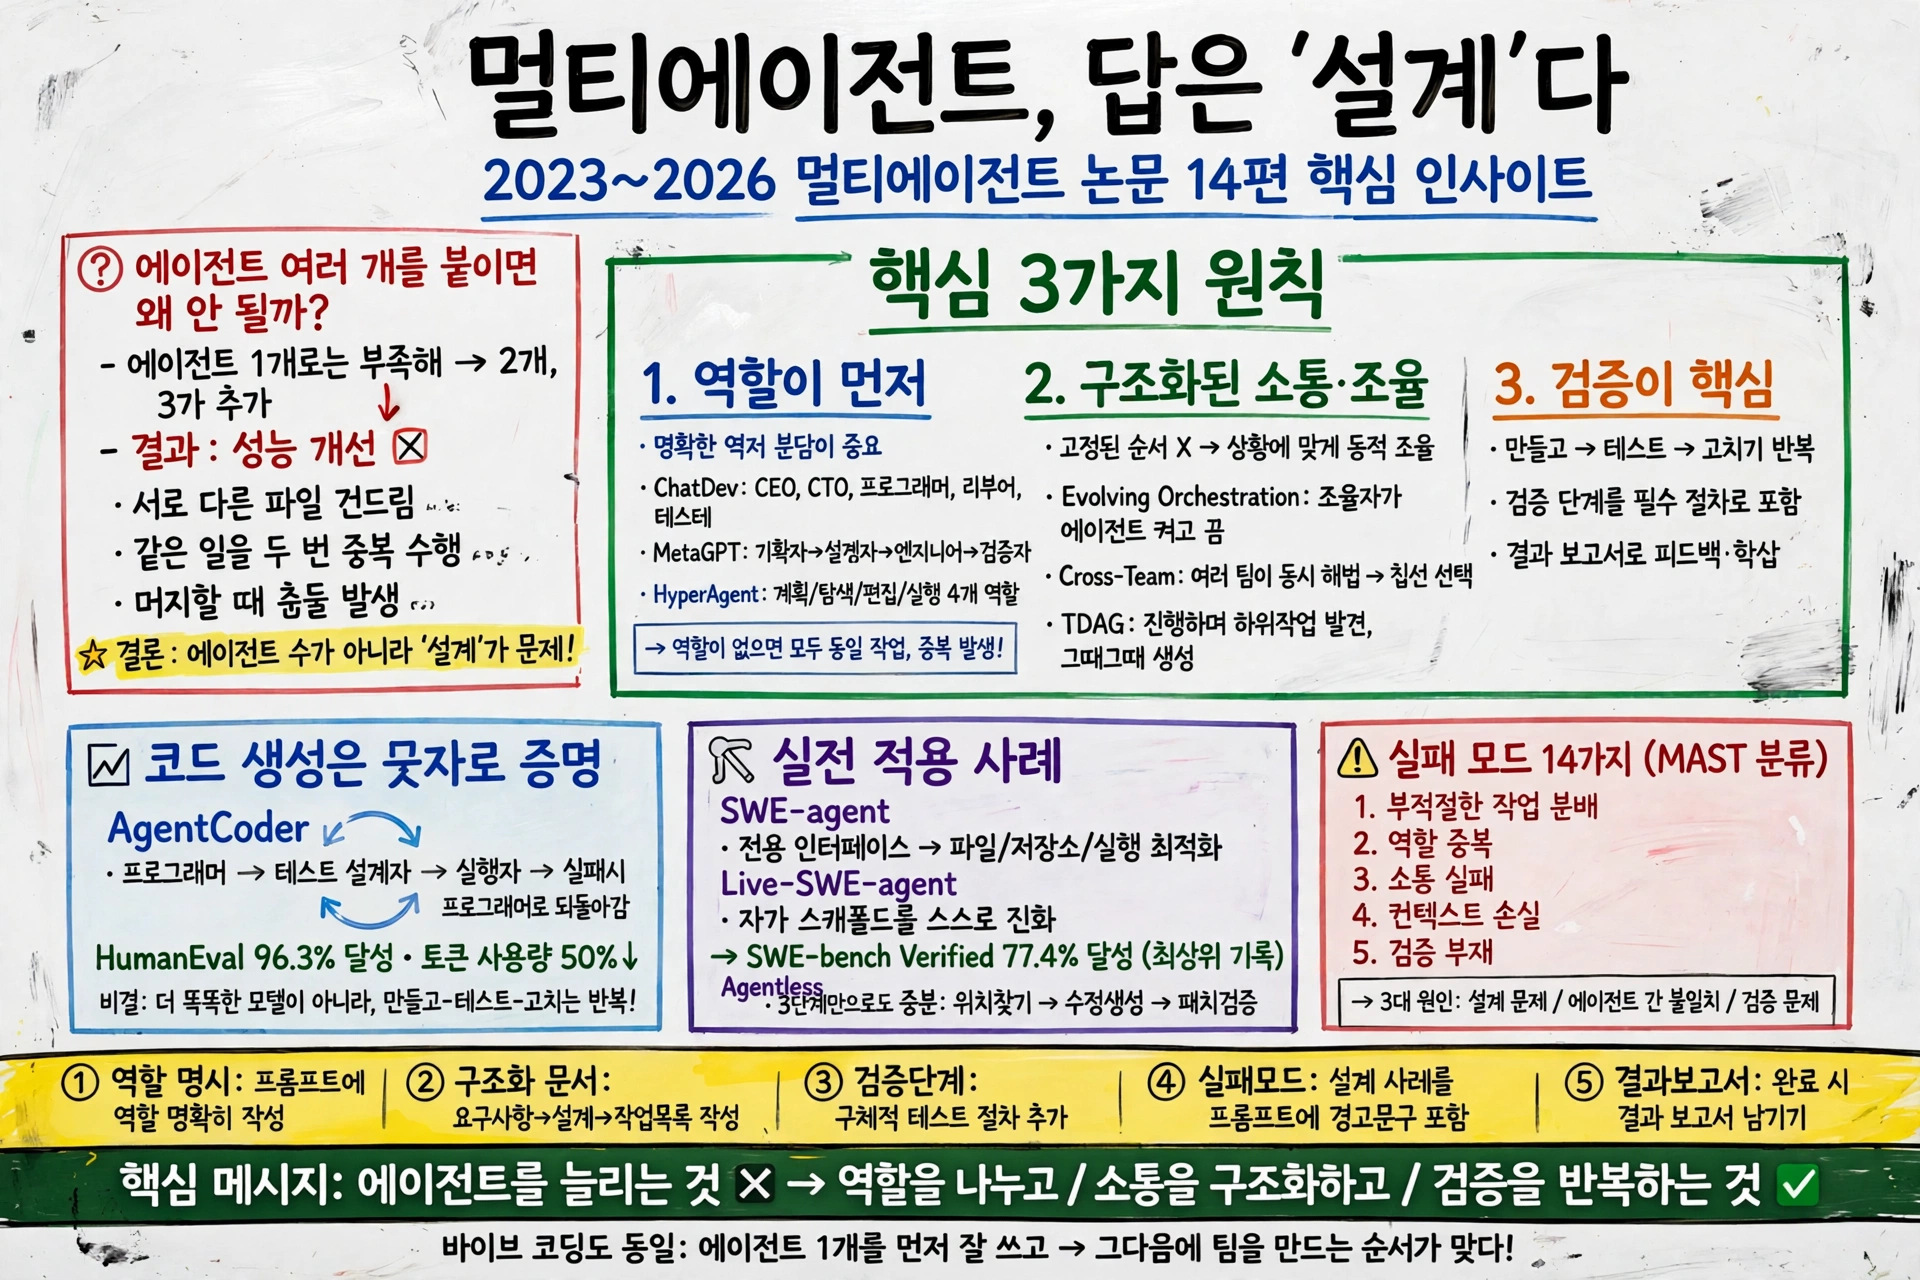 멀티에이전트, 답은 '설계'다
2023~2026 멀티에이전트 논문 14편 핵심 인사이트
? 에이전트 여러 개를 붙이면
왜 안 될까?
- 에이전트 1개로는 부족해 → 2개,
3가 추가
- 결과 : 성능 개선 ☒
· 서로 다른 파일 건드림
· 같은 일을 두 번 중복 수행
· 머지할 때 춤둘 발생
☆ 결론 : 에이전트 수가 아니라 '설계'가 문제!
핵심 3가지 원칙
1. 역할이 먼저
· 명확한 역저 분담이 중요
· ChatDev: CEO, CTO, 프로그래머, 리부어,
테스테
· MetaGPT: 기확자→설곔자→엔지니어→검증자
· HyperAgent: 계획/탐색/편집/실행 4개 역할
→ 역할이 없으면 모두 동일 작업, 중복 발생!
2. 구조화된 소통·조율
· 고정된 순서 X → 상황에 맞게 동적 조율
· Evolving Orchestration: 조율자가
에이전트 켜고 끔
· Cross-Team: 여러 팀이 동시 해법 → 칩선 선택
· TDAG: 진행하며 하위작업 발견,
그때그때 생성
3. 검증이 핵심
· 만들고 → 테스트 → 고치기 반복
· 검증 단계를 필수 절차로 포함
· 결과 보고서로 피드백·학삽
코드 생성은 뭇자로 증명
AgentCoder
· 프로그래머 → 테스트 설계자 → 실행자 → 실패시
프로그래머로 되돌아감
HumanEval 96.3% 달성 · 토큰 사용량 50%↓
비결: 더 똑똑한 모텔이 아니라, 만들고-테스트-고치는 반복!
실전 적용 사례
SWE-agent
· 전용 인터페이스 → 파일/저장소/실행 최적화
Live-SWE-agent
· 자가 스캐폴드를 스스로 진화
→ SWE-bench Verified 77.4% 달성 (최상위 기록)
Agentless
· 3단계만으로도 중분: 위치찾기 → 수정생성 → 패치검증
⚠ 실패 모드 14가지 (MAST 분류)
1. 부적절한 작업 분배
2. 역할 중복
3. 소통 실패
4. 컨텍스트 손실
5. 검증 부재
→ 3대 원인: 설계 문제 / 에이전트 간 불일치 / 검증 문제
① 역할 명시: 프롬프트에
역할 명확히 작성
② 구조화 문서:
요구사항→설계→작업목록 작성
③ 검증단계:
구체적 테스트 절차 추가
④ 실패모드: 설계 사례를
프롬프트에 경고문구 포함
⑤ 결과보고서: 완료 시
결과 보고서 남기기
핵심 메시지: 에이전트를 늘리는 것 ☒ → 역할을 나누고 / 소통을 구조화하고 / 검증을 반복하는 것 ✅
바이브 코딩도 동일: 에이전트 1개를 먼저 잘 쓰고 → 그다음에 팀을 만드는 순서가 맞다!